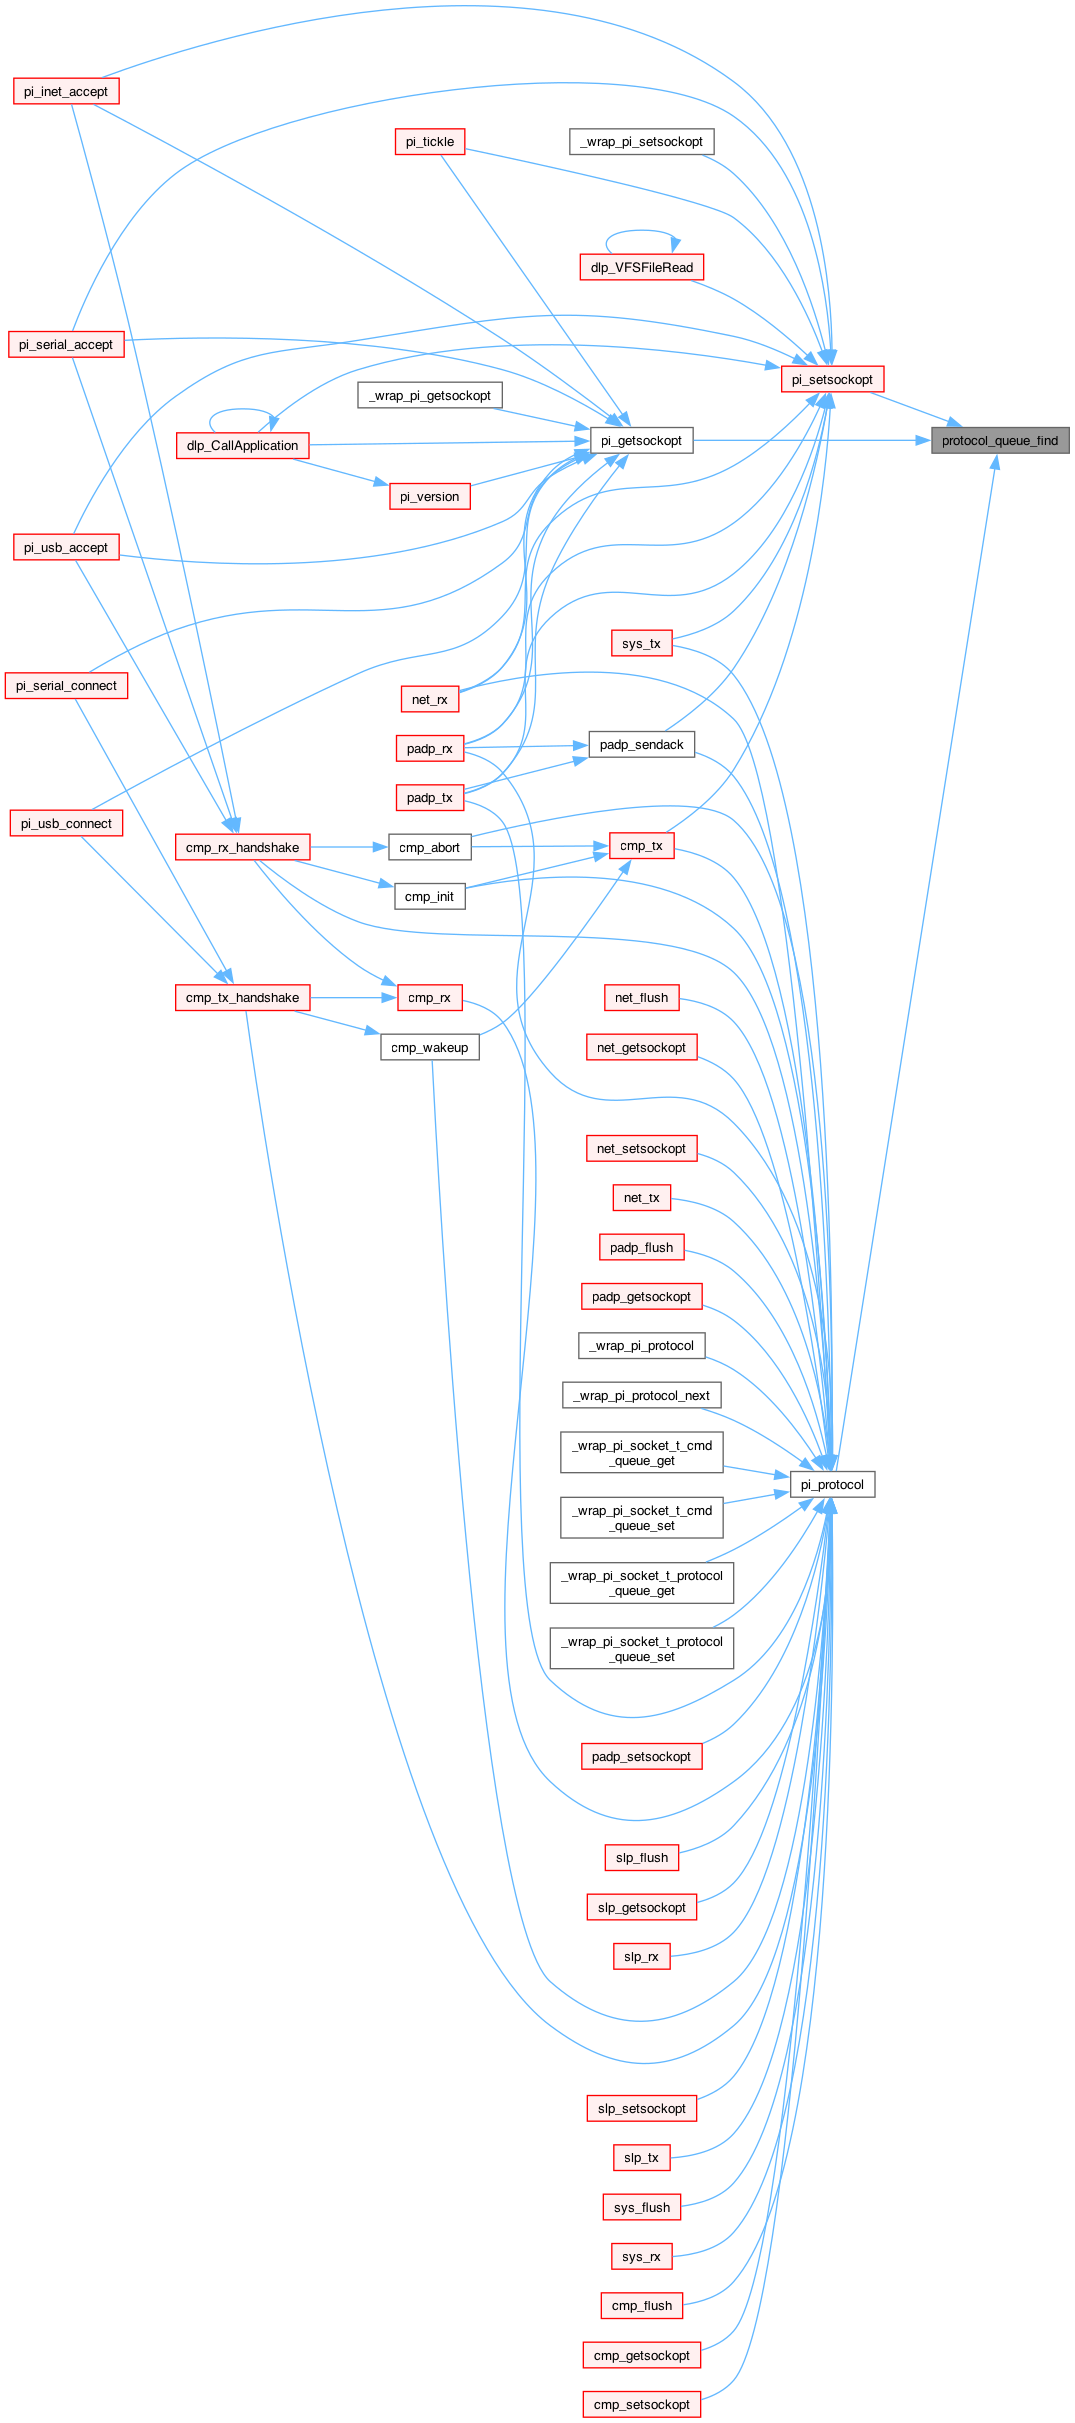 pi_inet_accept
pi_tickle
_wrap_pi_setsockopt
dlp_VFSFileRead
pi_serial_accept
pi_setsockopt
_wrap_pi_getsockopt
dlp_CallApplication
pi_getsockopt
protocol_queue_find
pi_version
pi_usb_accept
sys_tx
pi_serial_connect
net_rx
padp_rx
padp_sendack
padp_tx
pi_usb_connect
cmp_rx_handshake
cmp_abort
cmp_tx
cmp_init
cmp_tx_handshake
cmp_rx
net_flush
cmp_wakeup
net_getsockopt
net_setsockopt
net_tx
padp_flush
padp_getsockopt
_wrap_pi_protocol
_wrap_pi_protocol_next
_wrap_pi_socket_t_cmd
_queue_get
pi_protocol
_wrap_pi_socket_t_cmd
_queue_set
_wrap_pi_socket_t_protocol
_queue_get
_wrap_pi_socket_t_protocol
_queue_set
padp_setsockopt
slp_flush
slp_getsockopt
slp_rx
slp_setsockopt
slp_tx
sys_flush
sys_rx
cmp_flush
cmp_getsockopt
cmp_setsockopt